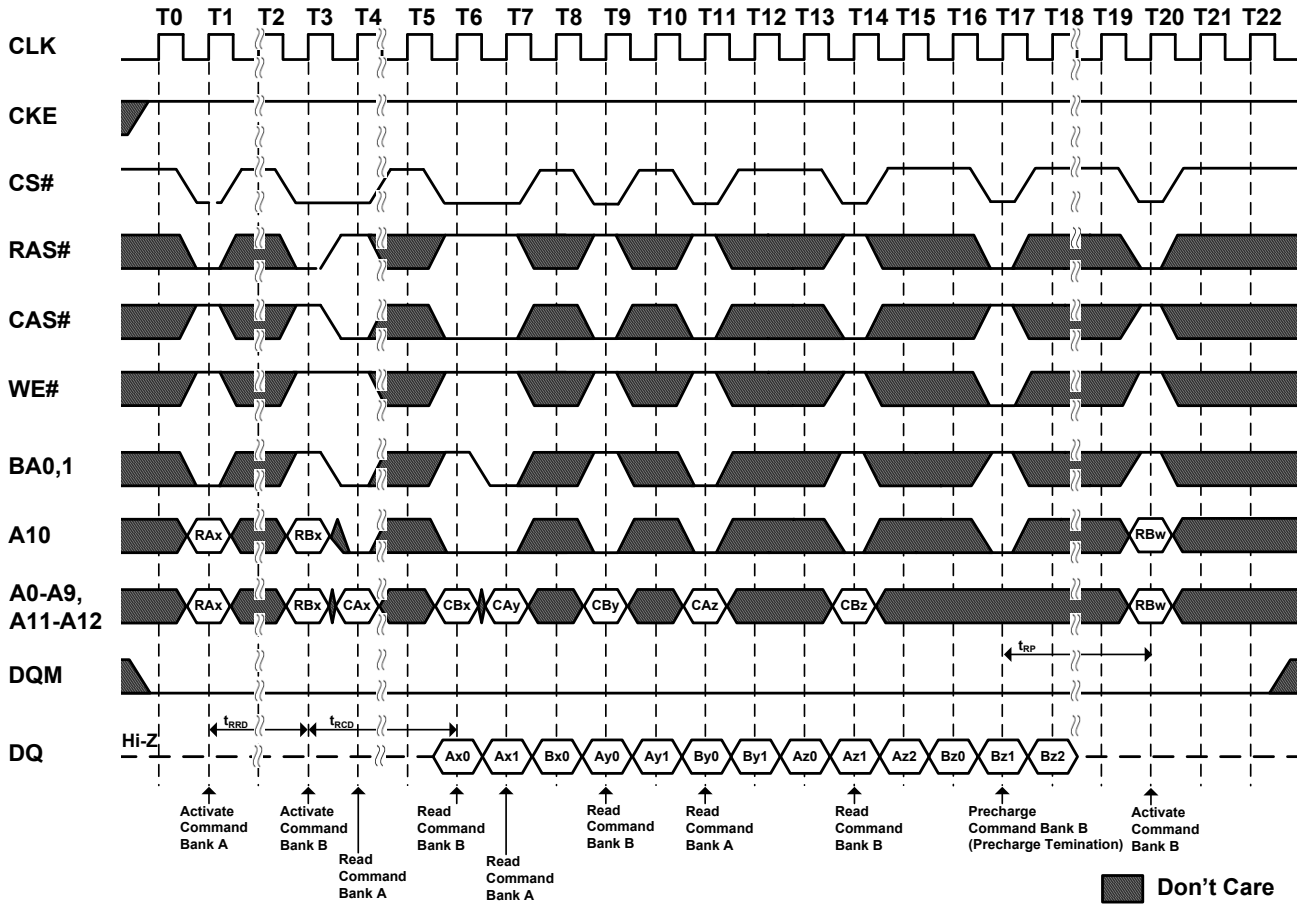 T0 T1 T2 T3 T4 T5 T6 T7 T8 T9 T10 T11 T12 T13 T14 T15 T16 T17 T18 T19 T20 T21 T22
CLK
CKE
CS#
RAS#
CAS#
WE#
BA0,1
A10
RAx RBx RBw
A0-A9,
A11-A12
RAx RBx CAx CBx CAy CBy CAz CBz RBw
tRP
DQM
tRRD tRCD
Hi-Z
DQ
Ax0 Ax1 Bx0 Ay0 Ay1 By0 By1 Az0 Az1 Az2 Bz0 Bz1 Bz2
Activate
Command
Bank A
Activate
Command
Bank B
Read
Command
Bank A
Read
Command
Bank B
Read
Command
Bank A
Read
Command
Bank B
Read
Command
Bank A
Read
Command
Bank B
Precharge
Command Bank B
(Precharge Temination)
Activate
Command
Bank B
Don't Care